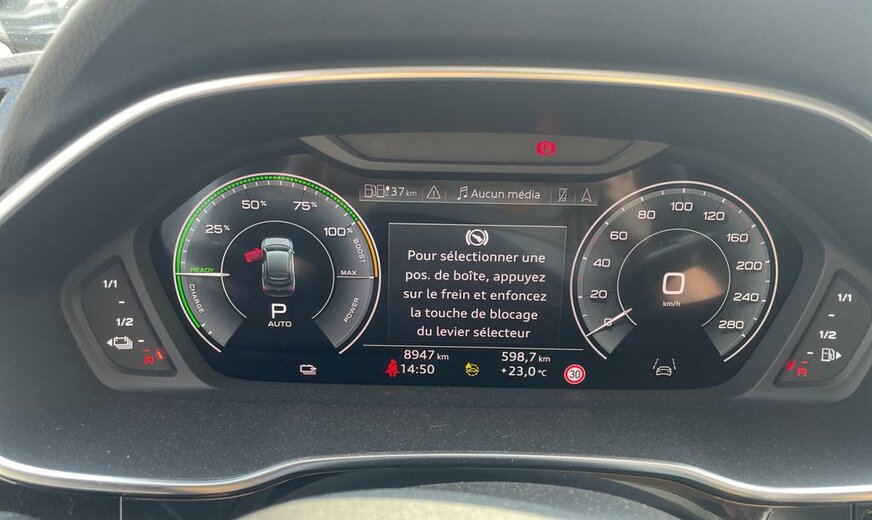 37 km
Aucun média
50%
75%
25%
100%
BOOST
READY
MAX
CHARGE
POWER
P
AUTO
Pour sélectionner une
pos. de boîte, appuyez
sur le frein et enfoncez
la touche de blocage
du levier sélecteur
100
80
120
60
160
40
200
20
240
0
280
0
km/h
1/1
1/2
1/1
1/2
8947 km
598,7 km
14:50
+23,0 °C
30